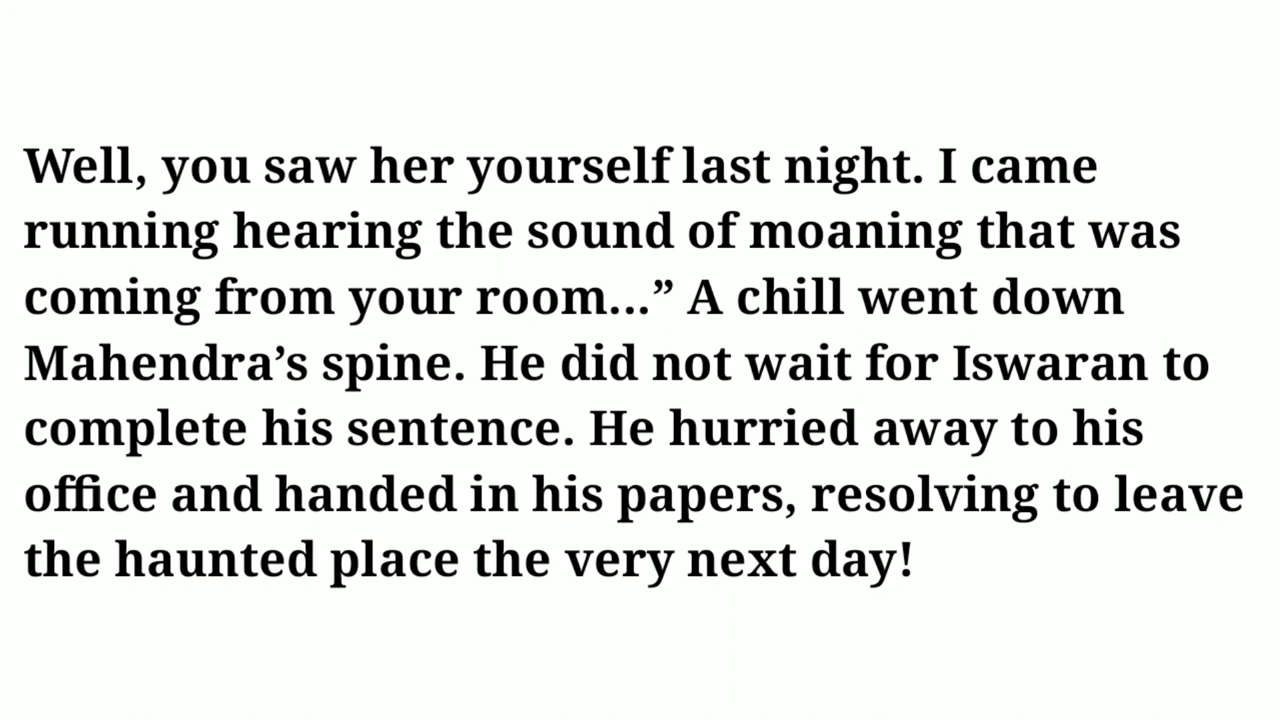 Well, you saw her yourself last night. I came
running hearing the sound of moaning that was
coming from your room...” A chill went down
Mahendra’s spine. He did not wait for Iswaran to
complete his sentence. He hurried away to his
office and handed in his papers, resolving to leave
the haunted place the very next day!